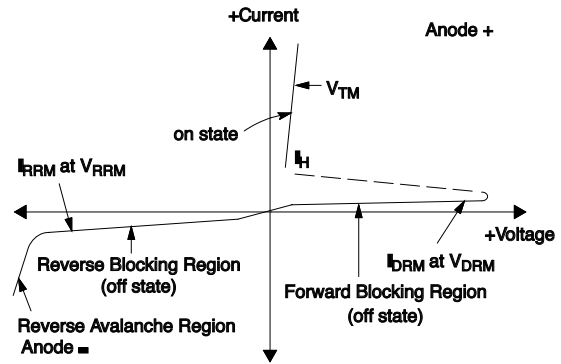 +Current
Anode +
VTM
on state
IH
IRRM at VRRM
+Voltage
IDRM at VDRM
Reverse Blocking Region
(off state)
Forward Blocking Region
(off state)
Reverse Avalanche Region
Anode -